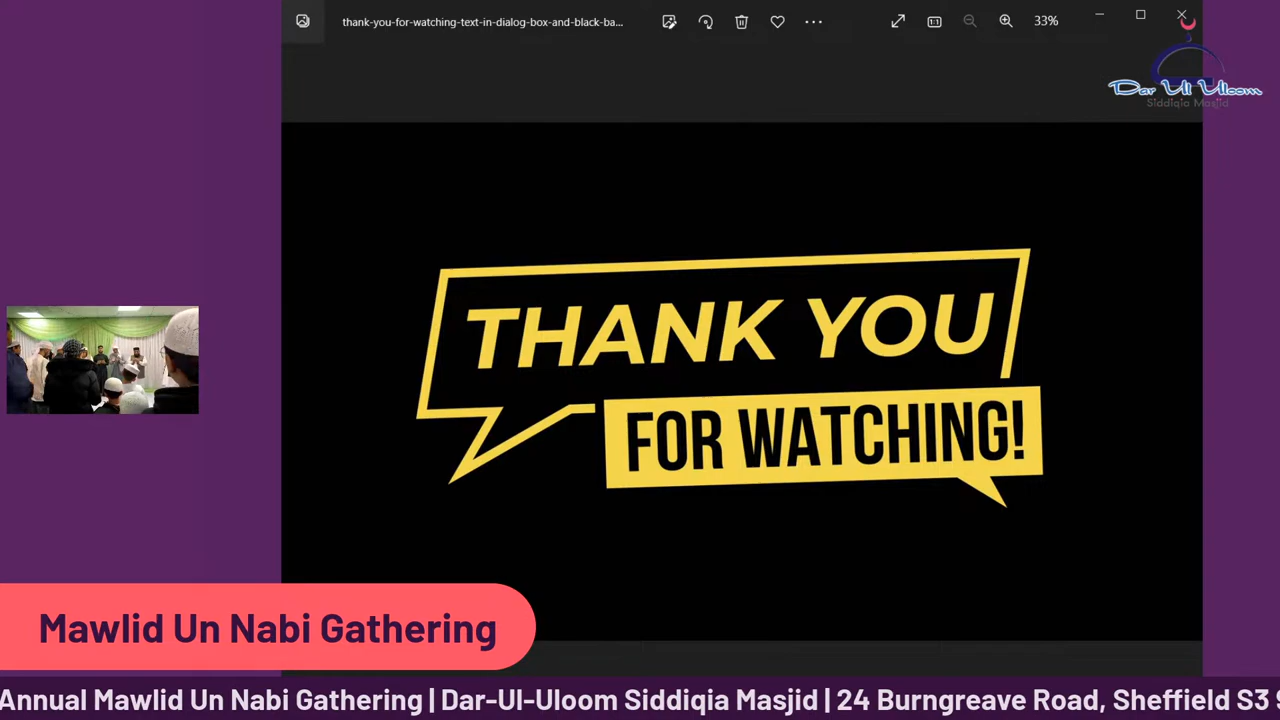 thank-you-for-watching-text-in-dialog-box-and-black-ba...
33%
Dar Ul Uloom
Siddiqia Masjid
THANK YOU
FOR WATCHING!
Mawlid Un Nabi Gathering
Annual Mawlid Un Nabi Gathering | Dar-Ul-Uloom Siddiqia Masjid | 24 Burngreave Road, Sheffield S3